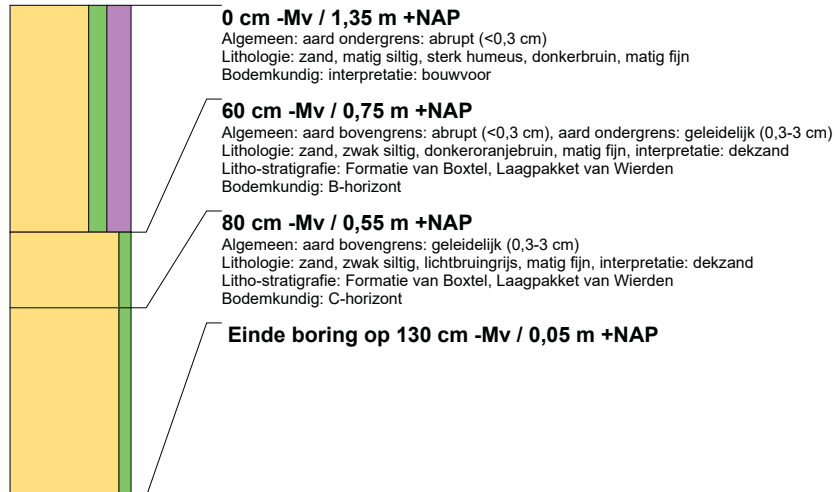 0 cm -Mv / 1,35 m +NAP
Algemeen: aard ondergrens: abrupt (<0,3 cm)
Lithologie: zand, matig siltig, sterk humeus, donkerbruin, matig fijn
Bodemkundig: interpretatie: bouwvoor
60 cm -Mv / 0,75 m +NAP
Algemeen: aard bovengrens: abrupt (<0,3 cm), aard ondergrens: geleidelijk (0,3-3 cm)
Lithologie: zand, zwak siltig, donkeroranjebruin, matig fijn, interpretatie: dekzand
Litho-stratigrafie: Formatie van Boxtel, Laagpakket van Wierden
Bodemkundig: B-horizont
80 cm -Mv / 0,55 m +NAP
Algemeen: aard bovengrens: geleidelijk (0,3-3 cm)
Lithologie: zand, zwak siltig, lichtbruingrijs, matig fijn, interpretatie: dekzand
Litho-stratigrafie: Formatie van Boxtel, Laagpakket van Wierden
Bodemkundig: C-horizont
Einde boring op 130 cm -Mv / 0,05 m +NAP